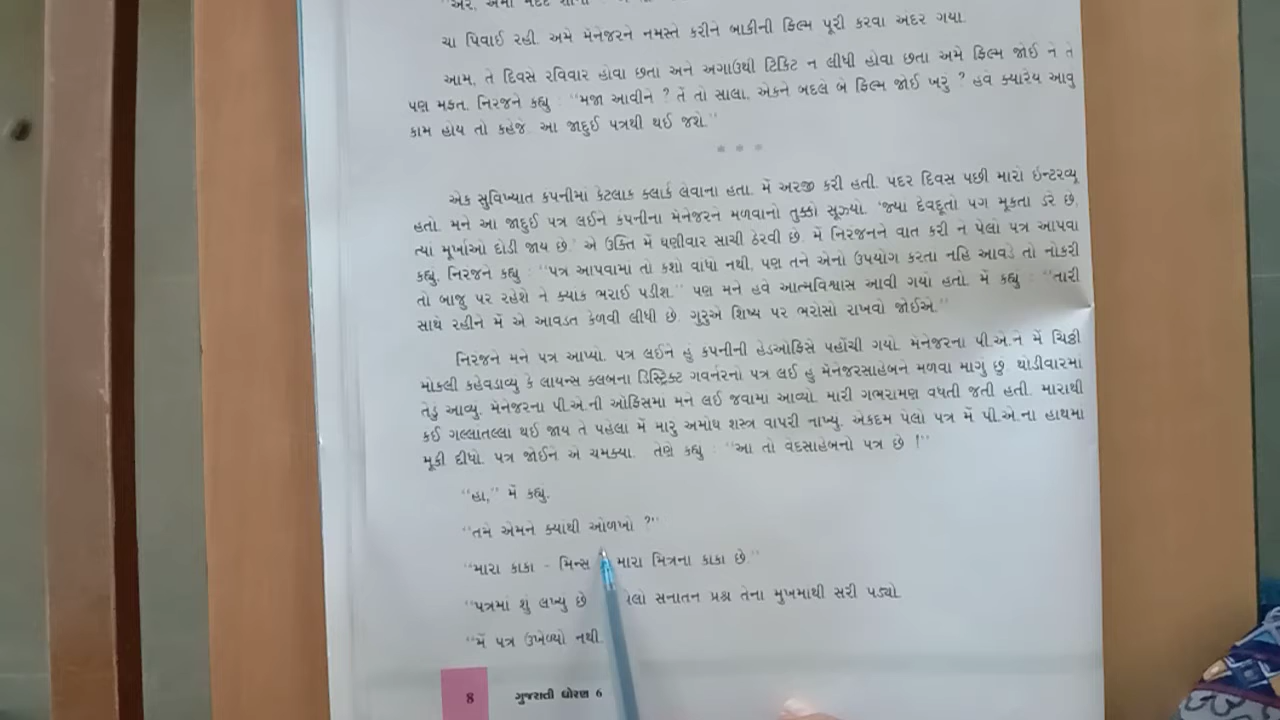 ચા પિવાઈ રહી. અમે મેનેજરને નમસ્તે કરીને બાકીની ફિલ્મ પૂરી કરવા અંદર ગયા.
આમ, તે દિવસે રવિવાર હોવા છતાં અને અગાઉથી ટિકિટ ન લીધી હોવા છતાં અમે ફિલ્મ જોઈ ને તે
પણ મફત. નિરંજને કહ્યું : “મજા આવીને ? તેં તો સાલા, એકને બદલે બે ફિલ્મ જોઈ ખરું ? હવે ક્યારેય આવું
કામ હોય તો કહેજે. આ જાદુઈ પત્રથી થઈ જશે.”
* * *
એક સુવિખ્યાત કંપનીમાં કેટલાક ક્લાર્ક લેવાના હતા. મેં અરજી કરી હતી. પંદર દિવસ પછી મારો ઇન્ટરવ્યૂ
હતો. મને આ જાદુઈ પત્ર લઈને કંપનીના મેનેજરને મળવાનો તુક્કો સૂઝ્યો. ‘જ્યાં દેવદૂતો પગ મૂકતાં ડરે છે,
ત્યાં મૂર્ખાઓ દોડી જાય છે.’ એ ઉક્તિ મેં ઘણીવાર સાચી ઠેરવી છે. મેં નિરંજનને વાત કરી ને પેલો પત્ર આપવા
કહ્યું. નિરંજને કહ્યું : “પત્ર આપવામાં તો કશો વાંધો નથી, પણ તને એનો ઉપયોગ કરતાં નહિ આવડે તો નોકરી
તો બાજુ પર રહેશે ને ક્યાંક ભરાઈ પડીશ.” પણ મને હવે આત્મવિશ્વાસ આવી ગયો હતો. મેં કહ્યું : “તારી
સાથે રહીને મેં એ આવડત કેળવી લીધી છે. ગુરુએ શિષ્ય પર ભરોસો રાખવો જોઈએ.”
નિરંજને મને પત્ર આપ્યો. પત્ર લઈને હું કંપનીની હેડઓફિસે પહોંચી ગયો. મેનેજરના પી.એ.ને મેં ચિઠ્ઠી
મોકલી કહેવડાવ્યું કે લાયન્સ ક્લબના ડિસ્ટ્રિક્ટ ગવર્નરનો પત્ર લઈ હું મેનેજરસાહેબને મળવા માગું છું. થોડીવારમાં
તેડું આવ્યું. મેનેજરના પી.એ.ની ઓફિસમાં મને લઈ જવામાં આવ્યો. મારી ગભરામણ વધતી જતી હતી. મારાથી
કંઈ ગલ્લાતલ્લા થઈ જાય તે પહેલાં મેં મારું અમોઘ શસ્ત્ર વાપરી નાખ્યું. એકદમ પેલો પત્ર મેં પી.એ.ના હાથમાં
મૂકી દીધો. પત્ર જોઈને એ ચમક્યા. તેણે કહ્યું : “આ તો વંદસાહેબનો પત્ર છે !”
“હા,” મેં કહ્યું.
“તમે એમને ક્યાંથી ઓળખો ?”
“મારા કાકા - મિન્સ મારા મિત્રના કાકા છે.”
“પત્રમાં શું લખ્યું છે સનાતન પ્રશ્ન તેના મુખમાંથી સરી પડ્યો.
“મેં પત્ર ઉખેળ્યો નથી.
8 ગુજરાતી ધોરણ 6